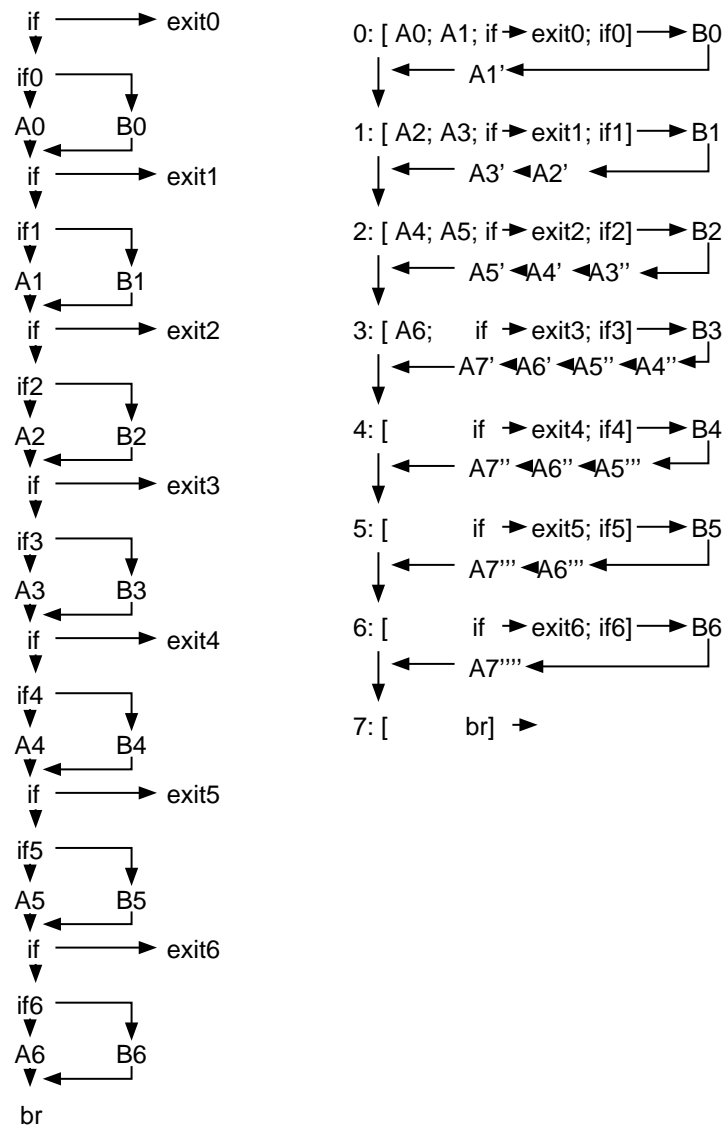 if exit0
if0
A0 B0
if exit1
if1
A1 B1
if exit2
if2
A2 B2
if exit3
if3
A3 B3
if exit4
if4
A4 B4
if exit5
if5
A5 B5
if exit6
if6
A6 B6
br
0: [ A0; A1; if exit0; if0] B0
A1'
1: [ A2; A3; if exit1; if1] B1
A3' A2'
2: [ A4; A5; if exit2; if2] B2
A5' A4' A3''
3: [ A6; if exit3; if3] B3
A7' A6' A5'' A4''
4: [ if exit4; if4] B4
A7'' A6'' A5'''
5: [ if exit5; if5] B5
A7''' A6'''
6: [ if exit6; if6] B6
A7''''
7: [ br]